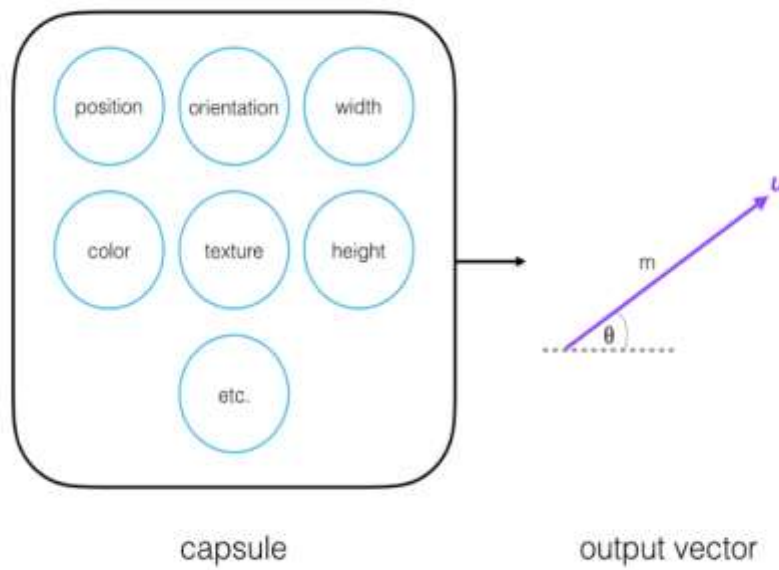 position orientation width
color texture height
etc.
u
m
θ
capsule output vector